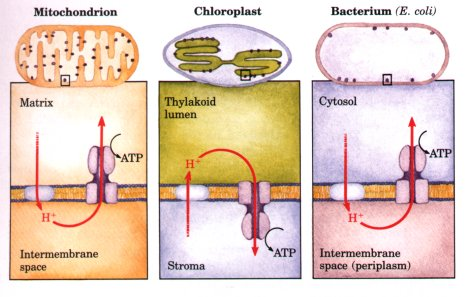 Mitochondrion
Chloroplast
Bacterium (E. coli)
Matrix
ATP
H+
Intermembrane
space
Thylakoid
lumen
H+
ATP
Stroma
Cytosol
ATP
H+
Intermembrane
space (periplasm)